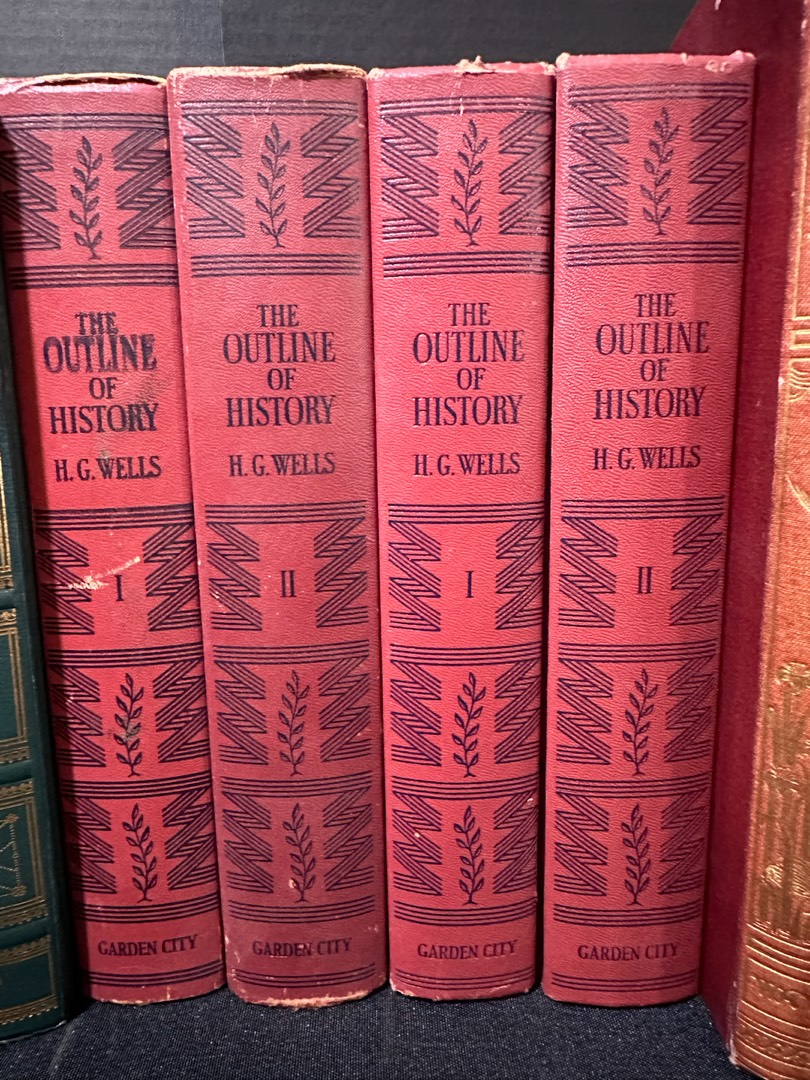 THE
OUTLINE
OF
HISTORY
H. G. WELLS
I
GARDEN CITY
THE
OUTLINE
OF
HISTORY
H. G. WELLS
II
GARDEN CITY
THE
OUTLINE
OF
HISTORY
H. G. WELLS
I
GARDEN CITY
THE
OUTLINE
OF
HISTORY
H. G. WELLS
II
GARDEN CITY